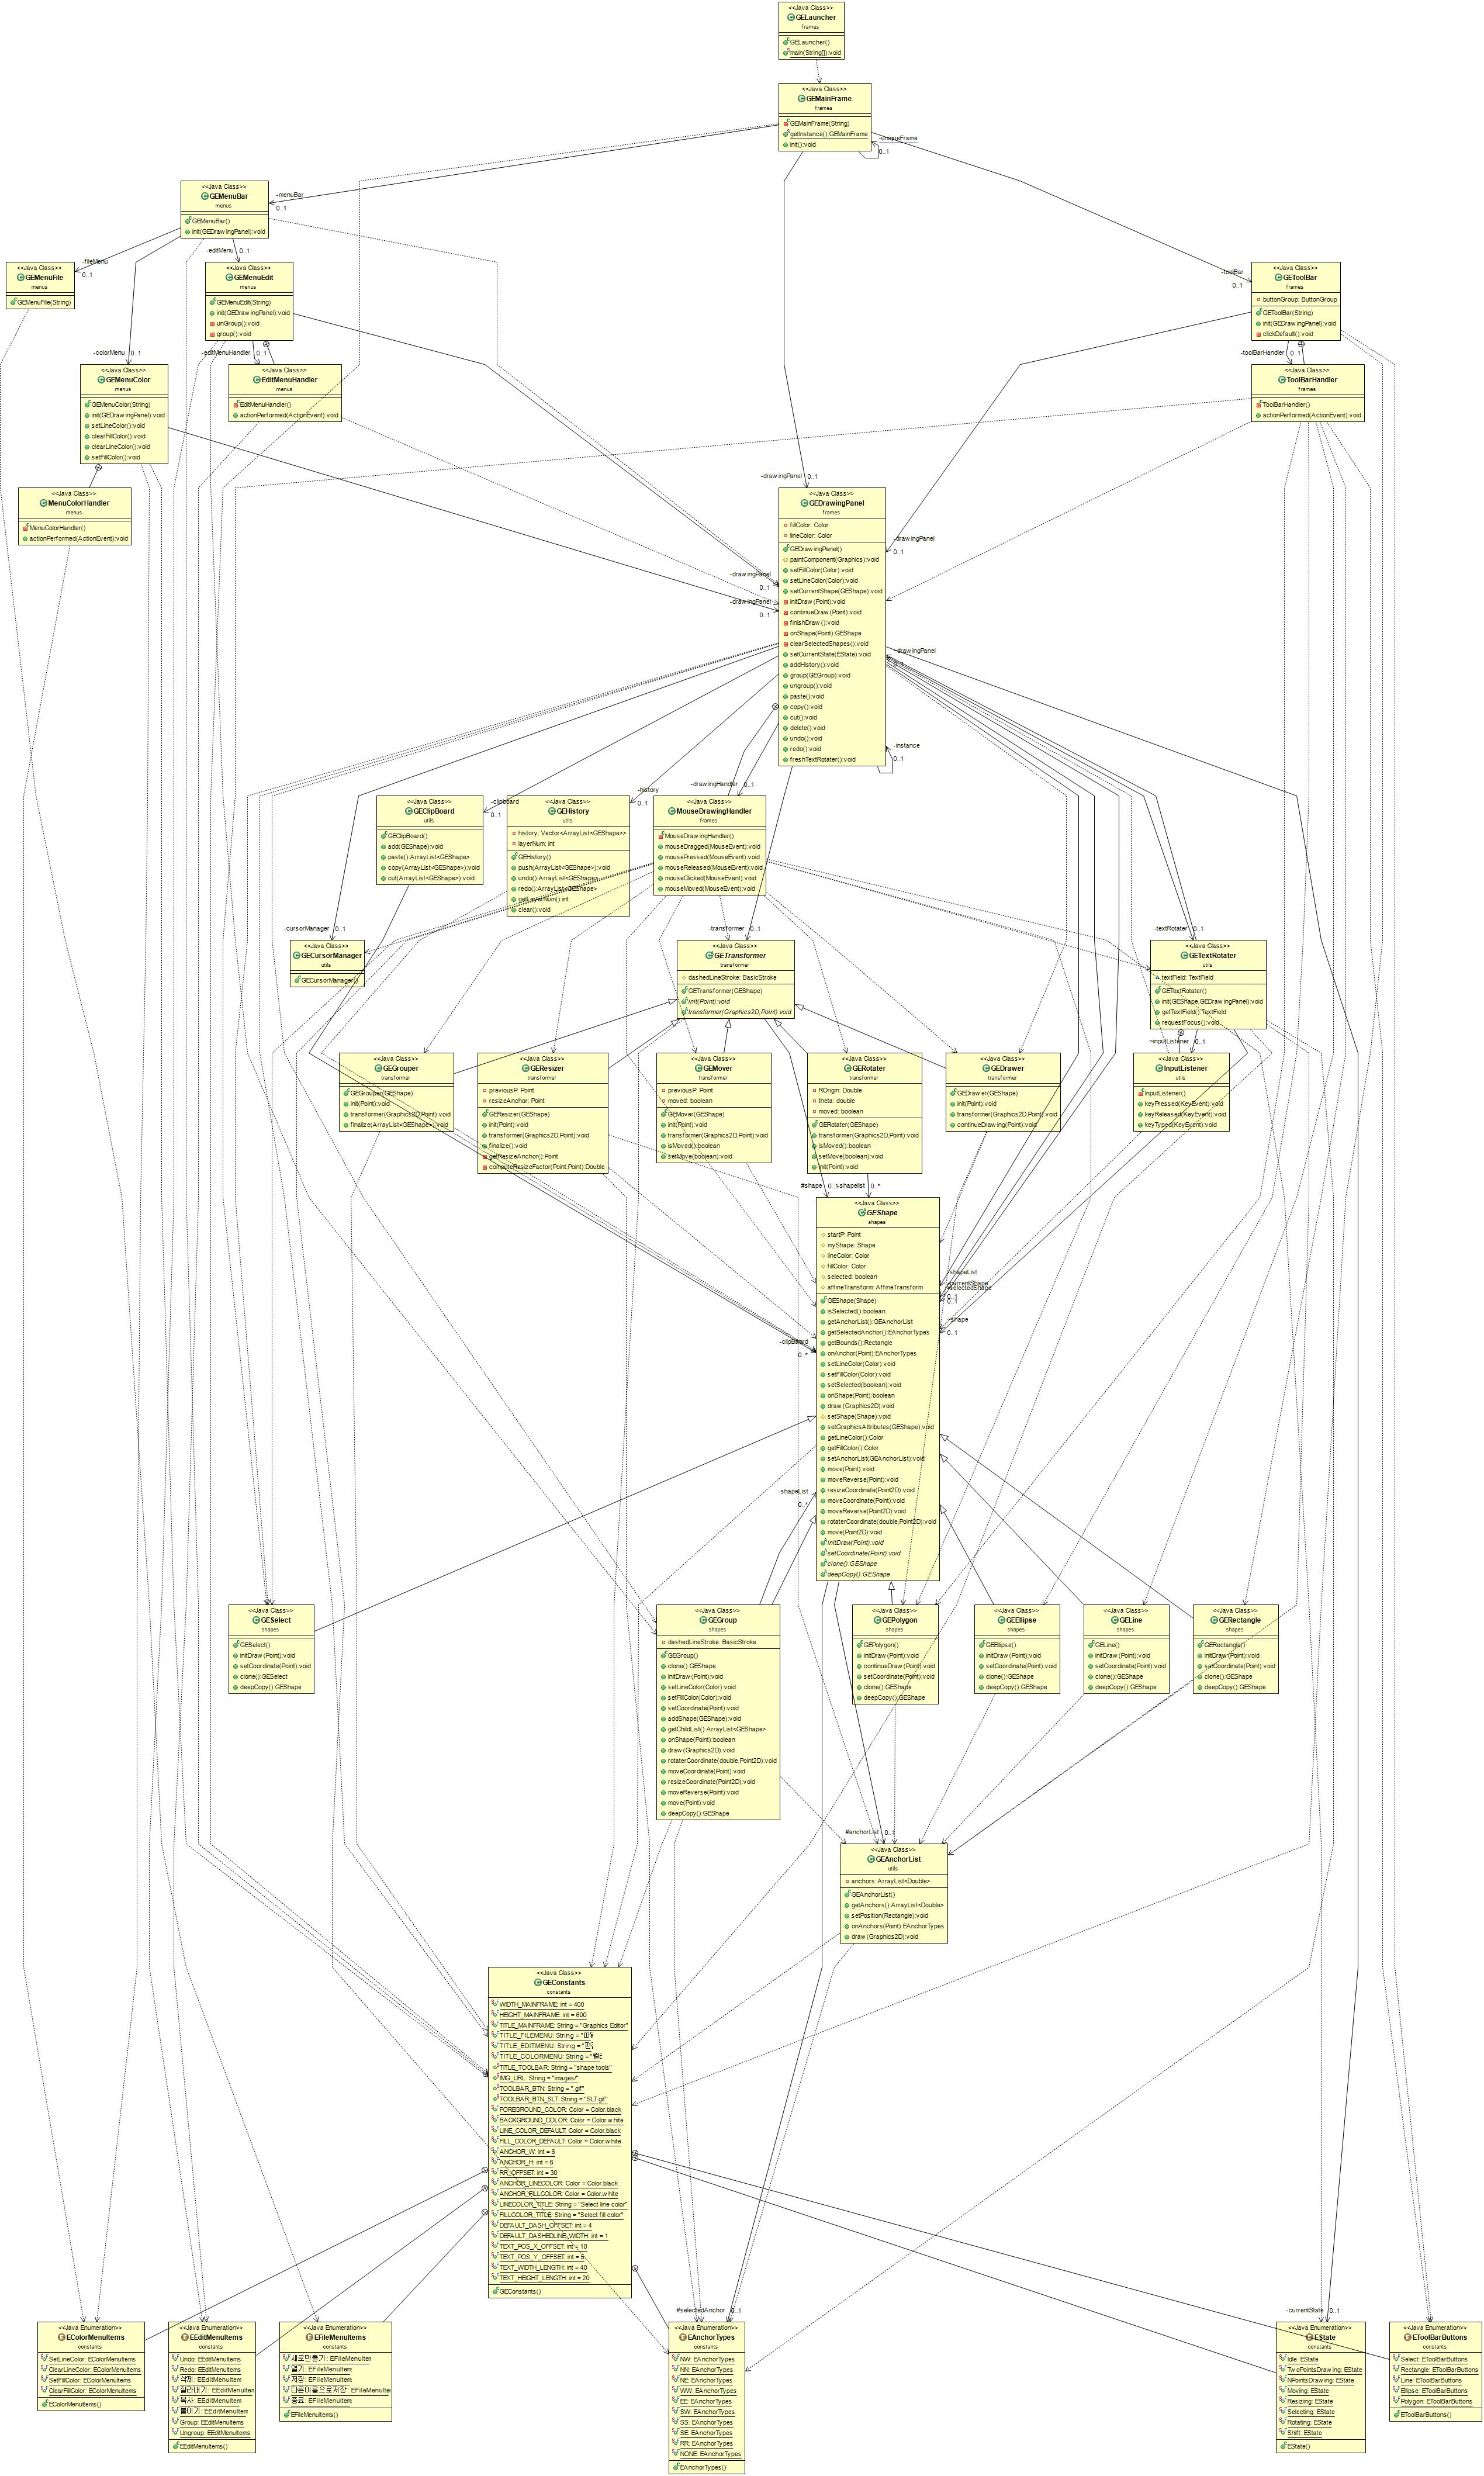 <<Java Class>>
GELauncher
frames
GELauncher()
main(String[]):void
<<Java Class>>
GEMainFrame
frames
GEMainFrame(String)
getInstance():GEMainFrame
init():void
-uniqueFrame
0..1
<<Java Class>>
GEMenuBar
menus
GEMenuBar()
init(GEDrawingPanel):void
-menuBar
0..1
-fileMenu
0..1
-editMenu
0..1
<<Java Class>>
GEMenuFile
menus
GEMenuFile(String)
<<Java Class>>
GEMenuEdit
menus
GEMenuEdit(String)
init(GEDrawingPanel):void
unGroup():void
group():void
-toolBar
0..1
<<Java Class>>
GEToolBar
frames
buttonGroup: ButtonGroup
GEToolBar(String)
init(GEDrawingPanel):void
clickDefault():void
-colorMenu
0..1
-editMenuHandler
0..1
-toolBarHandler
0..1
<<Java Class>>
GEMenuColor
menus
GEMenuColor(String)
init(GEDrawingPanel):void
setLineColor():void
clearFillColor():void
clearLineColor():void
setFillColor():void
<<Java Class>>
EditMenuHandler
menus
EditMenuHandler()
actionPerformed(ActionEvent):void
<<Java Class>>
ToolBarHandler
frames
ToolBarHandler()
actionPerformed(ActionEvent):void
<<Java Class>>
MenuColorHandler
menus
MenuColorHandler()
actionPerformed(ActionEvent):void
-drawingPanel
0..1
<<Java Class>>
GEDrawingPanel
frames
fillColor: Color
lineColor: Color
GEDrawingPanel()
paintComponent(Graphics):void
setFillColor(Color):void
setLineColor(Color):void
setCurrentShape(GEShape):void
initDraw(Point):void
continueDraw(Point):void
finishDraw():void
onShape(Point):GEShape
clearSelectedShapes():void
setCurrentState(EState):void
addHistory():void
group(GEGroup):void
ungroup():void
paste():void
copy():void
cut():void
delete():void
undo():void
redo():void
freshTextRotater():void
-drawingPanel
0..1
-drawingPanel
0..1
-drawingPanel
0..1
-drawingPanel
0..1
-instance
0..1
-clipboard
0..1
-history
0..1
-drawingHandler
0..1
<<Java Class>>
GEClipBoard
utils
GEClipBoard()
add(GEShape):void
paste():ArrayList<GEShape>
copy(ArrayList<GEShape>):void
cut(ArrayList<GEShape>):void
<<Java Class>>
GEHistory
utils
history: Vector<ArrayList<GEShape>>
layerNum: int
GEHistory()
push(ArrayList<GEShape>):void
undo():ArrayList<GEShape>
redo():ArrayList<GEShape>
getLayerNum():int
clear():void
<<Java Class>>
MouseDrawingHandler
frames
MouseDrawingHandler()
mouseDragged(MouseEvent):void
mousePressed(MouseEvent):void
mouseReleased(MouseEvent):void
mouseClicked(MouseEvent):void
mouseMoved(MouseEvent):void
-cursorManager
0..1
<<Java Class>>
GECursorManager
utils
GECursorManager()
-transformer
0..1
<<Java Class>>
GETransformer
transformer
dashedLineStroke: BasicStroke
GETransformer(GEShape)
init(Point):void
transformer(Graphics2D,Point):void
-textRotater
0..1
<<Java Class>>
GETextRotater
utils
textField: TextField
GETextRotater()
init(GEShape,GEDrawingPanel):void
getTextField():TextField
requestFocus():void
~inputListener
0..1
<<Java Class>>
GEGrouper
transformer
GEGrouper(GEShape)
init(Point):void
transformer(Graphics2D,Point):void
finalize(ArrayList<GEShape>):void
<<Java Class>>
GEResizer
transformer
previousP: Point
resizeAnchor: Point
GEResizer(GEShape)
init(Point):void
transformer(Graphics2D,Point):void
finalize():void
getResizeAnchor():Point
computeResizeFactor(Point,Point):Double
<<Java Class>>
GEMover
transformer
previousP: Point
moved: boolean
GEMover(GEShape)
init(Point):void
transformer(Graphics2D,Point):void
isMoved():boolean
setMove(boolean):void
<<Java Class>>
GERotater
transformer
ROrigin: Double
theta: double
moved: boolean
GERotater(GEShape)
transformer(Graphics2D,Point):void
isMoved():boolean
setMove(boolean):void
init(Point):void
<<Java Class>>
GEDrawer
transformer
GEDrawer(GEShape)
init(Point):void
transformer(Graphics2D,Point):void
continueDrawing(Point):void
<<Java Class>>
InputListener
utils
InputListener()
keyPressed(KeyEvent):void
keyReleased(KeyEvent):void
keyTyped(KeyEvent):void
#shape
0..1
-shapelist
0..*
<<Java Class>>
GEShape
shapes
startP: Point
myShape: Shape
lineColor: Color
fillColor: Color
selected: boolean
affineTransform: AffineTransform
GEShape(Shape)
isSelected():boolean
getAnchorList():GEAnchorList
getSelectedAnchor():EAnchorTypes
getBounds():Rectangle
onAnchor(Point):EAnchorTypes
setLineColor(Color):void
setFillColor(Color):void
setSelected(boolean):void
onShape(Point):boolean
draw(Graphics2D):void
setShape(Shape):void
setGraphicsAttributes(GEShape):void
getLineColor():Color
getFillColor():Color
setAnchorList(GEAnchorList):void
move(Point):void
moveReverse(Point):void
resizeCoordinate(Point2D):void
moveCoordinate(Point):void
moveReverse(Point2D):void
rotaterCoordinate(double,Point2D):void
move(Point2D):void
initDraw(Point):void
setCoordinate(Point):void
clone():GEShape
deepCopy():GEShape
-shapeList
-currentShape
-selectedShape
0..1
~shape
0..1
-clipBoard
0..*
-shapeList
0..*
<<Java Class>>
GESelect
shapes
GESelect()
initDraw(Point):void
setCoordinate(Point):void
clone():GESelect
deepCopy():GEShape
<<Java Class>>
GEGroup
shapes
dashedLineStroke: BasicStroke
GEGroup()
clone():GEShape
initDraw(Point):void
setLineColor(Color):void
setFillColor(Color):void
setCoordinate(Point):void
addShape(GEShape):void
getChildList():ArrayList<GEShape>
onShape(Point):boolean
draw(Graphics2D):void
rotaterCoordinate(double,Point2D):void
moveCoordinate(Point):void
resizeCoordinate(Point2D):void
moveReverse(Point):void
move(Point):void
deepCopy():GEShape
<<Java Class>>
GEPolygon
shapes
GEPolygon()
initDraw(Point):void
continueDraw(Point):void
setCoordinate(Point):void
clone():GEShape
deepCopy():GEShape
<<Java Class>>
GEEllipse
shapes
GEEllipse()
initDraw(Point):void
setCoordinate(Point):void
clone():GEShape
deepCopy():GEShape
<<Java Class>>
GELine
shapes
GELine()
initDraw(Point):void
setCoordinate(Point):void
clone():GEShape
deepCopy():GEShape
<<Java Class>>
GERectangle
shapes
GERectangle()
initDraw(Point):void
setCoordinate(Point):void
clone():GEShape
deepCopy():GEShape
#anchorList
0..1
<<Java Class>>
GEAnchorList
utils
anchors: ArrayList<Double>
GEAnchorList()
getAnchors():ArrayList<Double>
setPosition(Rectangle):void
onAnchors(Point):EAnchorTypes
draw(Graphics2D):void
<<Java Class>>
GEConstants
constants
WIDTH_MAINFRAME: int = 400
HEIGHT_MAINFRAME: int = 600
TITLE_MAINFRAME: String = "Graphics Editor"
TITLE_FILEMENU: String = "
TITLE_EDITMENU: String = "
TITLE_COLORMENU: String = "
TITLE_TOOLBAR: String = "shape tools"
IMG_URL: String = "images/"
TOOLBAR_BTN: String = ".gif"
TOOLBAR_BTN_SLT: String = "SLT.gif"
FOREGROUND_COLOR: Color = Color.black
BACKGROUND_COLOR: Color = Color.white
LINE_COLOR_DEFAULT: Color = Color.black
FILL_COLOR_DEFAULT: Color = Color.white
ANCHOR_W: int = 6
ANCHOR_H: int = 6
RR_OFFSET: int = 30
ANCHOR_LINECOLOR: Color = Color.black
ANCHOR_FILLCOLOR: Color = Color.white
LINECOLOR_TITLE: String = "Select line color"
FILLCOLOR_TITLE: String = "Select fill color"
DEFAULT_DASH_OFFSET: int = 4
DEFAULT_DASHEDLINE_WIDTH: int = 1
TEXT_POS_X_OFFSET: int = 10
TEXT_POS_Y_OFFSET: int = 5
TEXT_WIDTH_LENGTH: int = 40
TEXT_HEIGHT_LENGTH: int = 20
GEConstants()
#selectedAnchor
0..1
-currentState
0..1
<<Java Enumeration>>
EColorMenuItems
constants
SetLineColor: EColorMenuItems
ClearLineColor: EColorMenuItems
SetFillColor: EColorMenuItems
ClearFillColor: EColorMenuItems
EColorMenuItems()
<<Java Enumeration>>
EEditMenuItems
constants
Undo: EEditMenuItems
Redo: EEditMenuItems
삭제: EEditMenuItem
잘라내기: EEditMenuItem
복사: EEditMenuItem
붙이기: EEditMenuItem
Group: EEditMenuItems
Ungroup: EEditMenuItems
EEditMenuItems()
<<Java Enumeration>>
EFileMenuItems
constants
새로만들기: EFileMenuItem
열기: EFileMenuItem
저장: EFileMenuItem
다른이름으로저장: EFileMenuIter
종료: EFileMenuItem
EFileMenuItems()
<<Java Enumeration>>
EAnchorTypes
constants
NW: EAnchorTypes
NN: EAnchorTypes
NE: EAnchorTypes
WW: EAnchorTypes
EE: EAnchorTypes
SW: EAnchorTypes
SS: EAnchorTypes
SE: EAnchorTypes
RR: EAnchorTypes
NONE: EAnchorTypes
EAnchorTypes()
<<Java Enumeration>>
EState
constants
Idle: EState
TwoPointsDrawing: EState
NPointsDrawing: EState
Moving: EState
Resizing: EState
Selecting: EState
Rotating: EState
Shift: EState
EState()
<<Java Enumeration>>
EToolBarButtons
constants
Select: EToolBarButtons
Rectangle: EToolBarButtons
Line: EToolBarButtons
Ellipse: EToolBarButtons
Polygon: EToolBarButtons
EToolBarButtons()